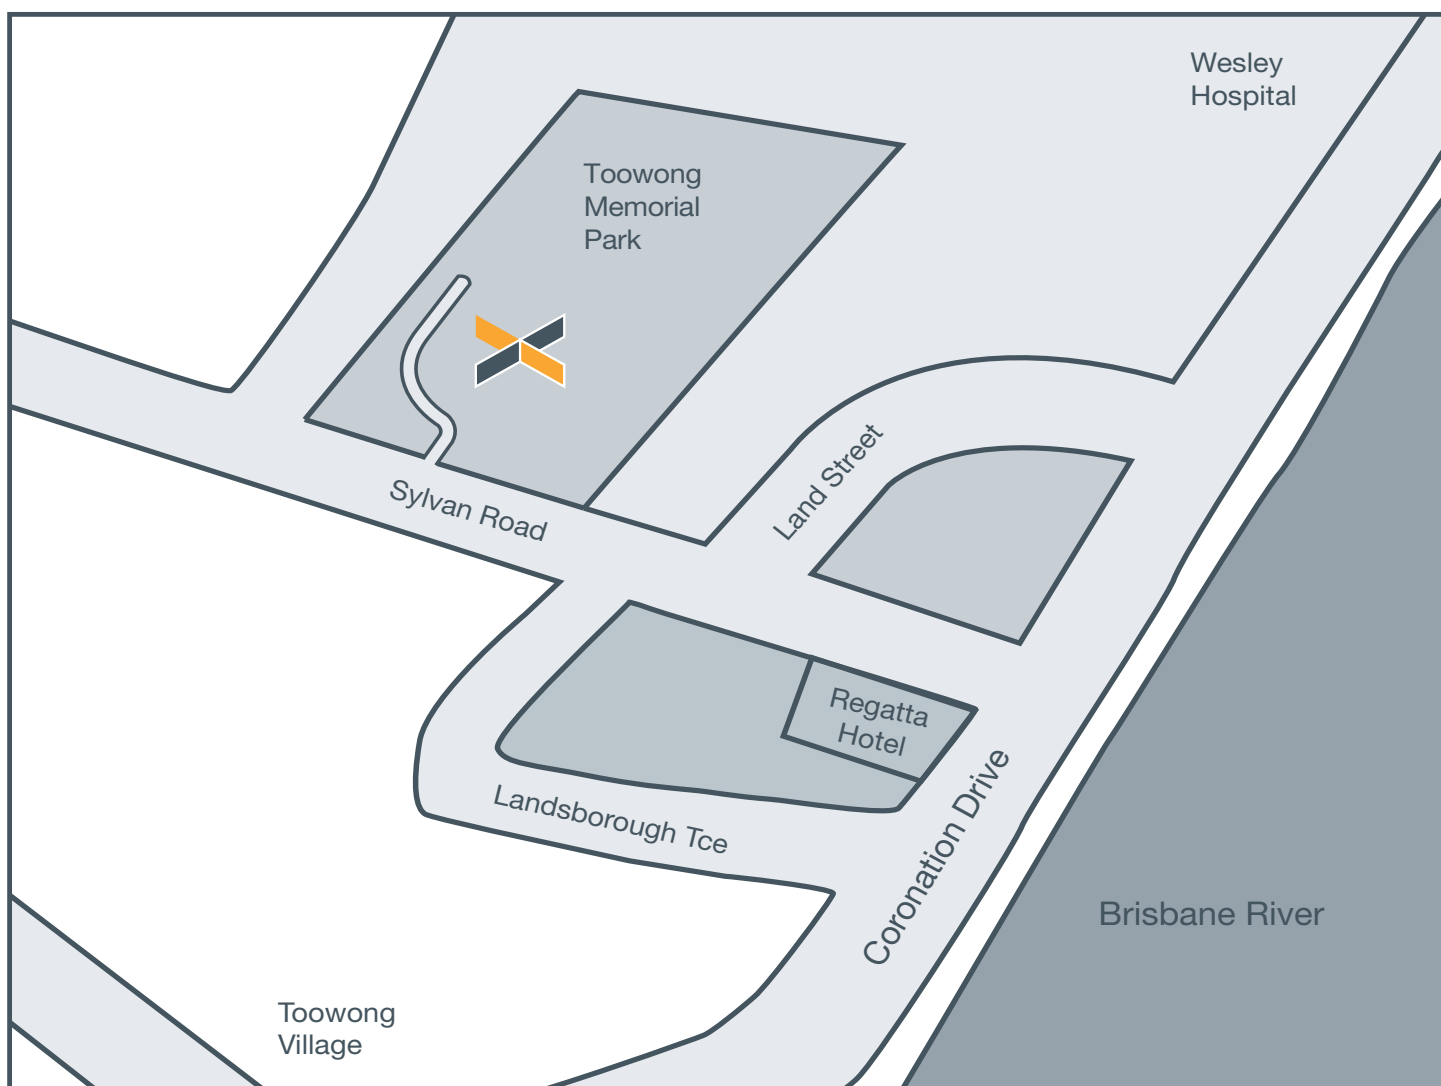 Wesley
Hospital
Toowong
Memorial
Park
Land Street
Sylvan Road
Regatta
Hotel
Landsborough Tce
Coronation Drive
Brisbane River
Toowong
Village